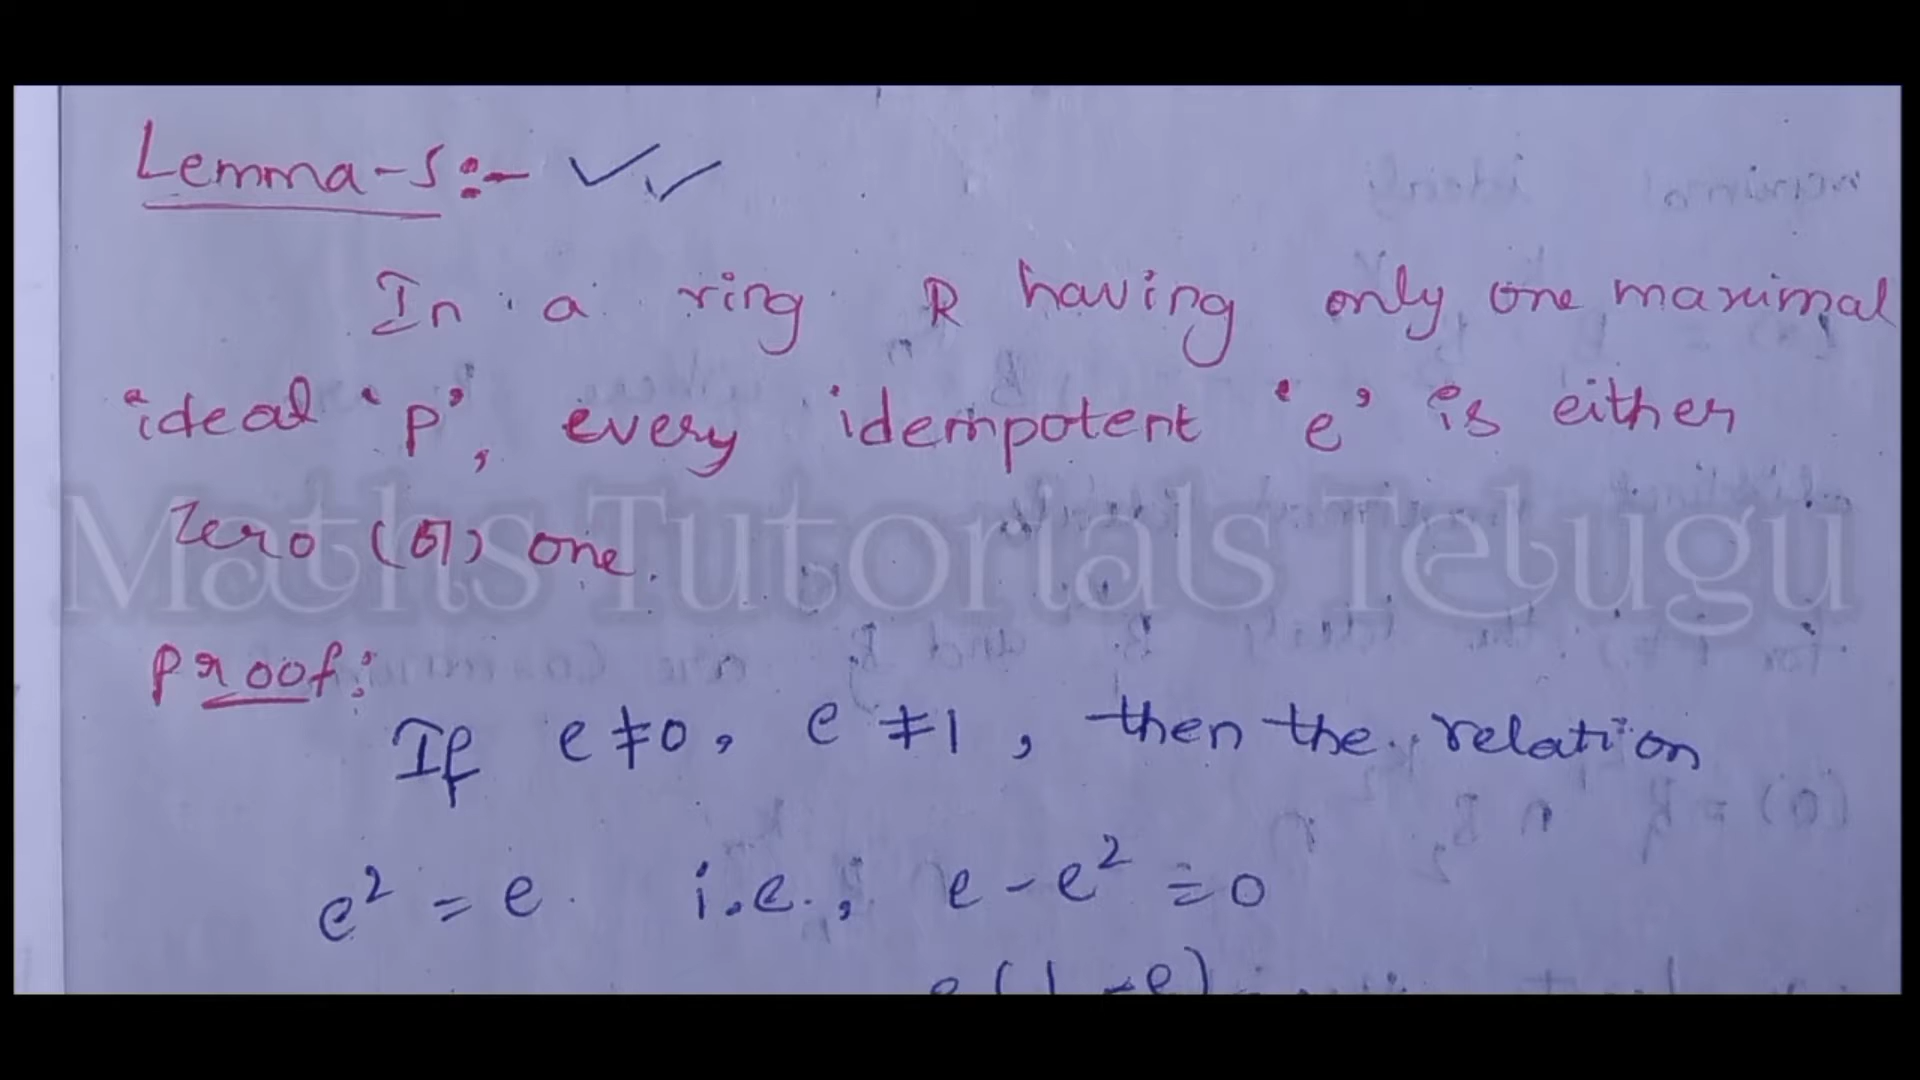 Lemma-5:-
In a ring R having only one maximal
ideal 'p', every idempotent 'e' is either
zero (or) one.
Maths Tutorials Telugu
Proof:
If e ≠ 0, e ≠ 1, then the relation
e² = e. i.e., e - e² = 0
e(1-e)